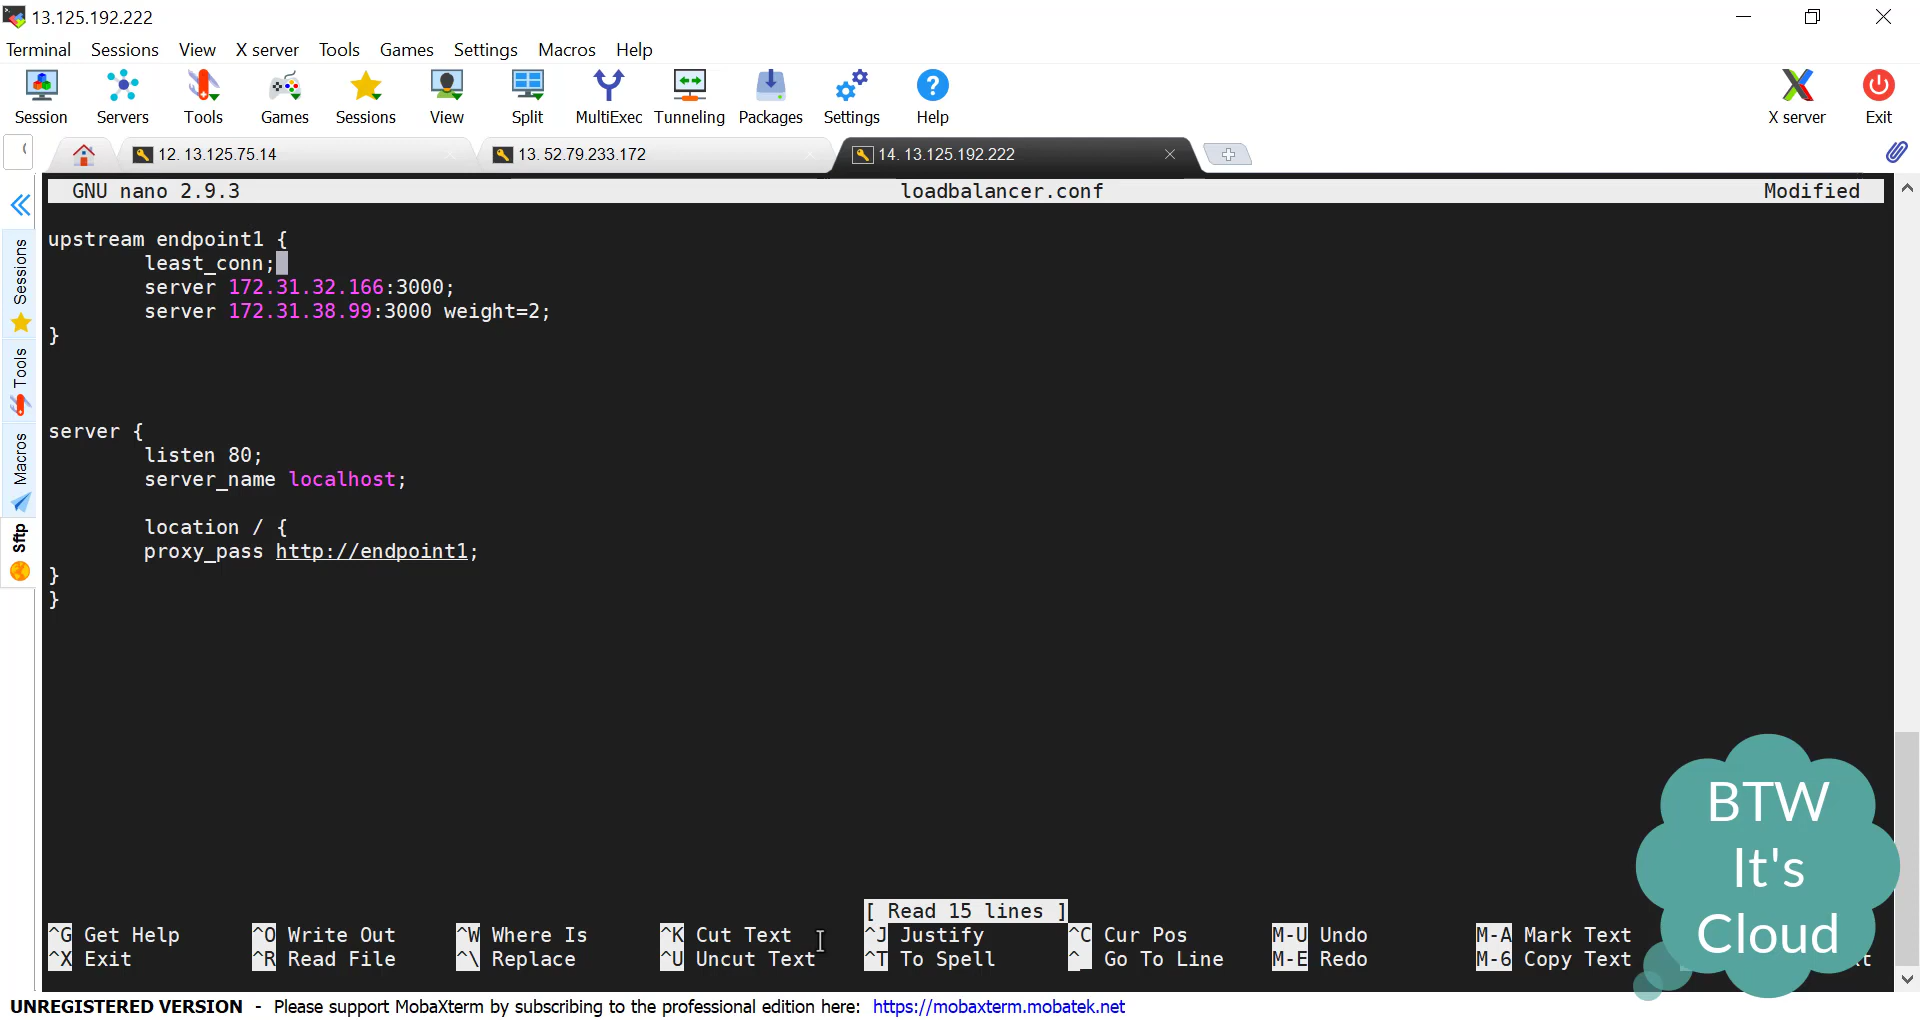 13.125.192.222
Terminal Sessions View X server Tools Games Settings Macros Help
Session Servers Tools Games Sessions View Split MultiExec Tunneling Packages Settings Help X server Exit
12. 13.125.75.14 13. 52.79.233.172 14. 13.125.192.222
GNU nano 2.9.3 loadbalancer.conf Modified
upstream endpoint1 {
least_conn;
server 172.31.32.166:3000;
server 172.31.38.99:3000 weight=2;
}
server {
listen 80;
server_name localhost;
location / {
proxy_pass http://endpoint1;
}
}
Sessions
Tools
Macros
Sftp
[ Read 15 lines ]
^G Get Help ^O Write Out ^W Where Is ^K Cut Text ^J Justify ^C Cur Pos M-U Undo M-A Mark Text
^X Exit ^R Read File ^\ Replace ^U Uncut Text ^T To Spell ^ Go To Line M-E Redo M-6 Copy Text
BTW
It's
Cloud
UNREGISTERED VERSION - Please support MobaXterm by subscribing to the professional edition here: https://mobaxterm.mobatek.net